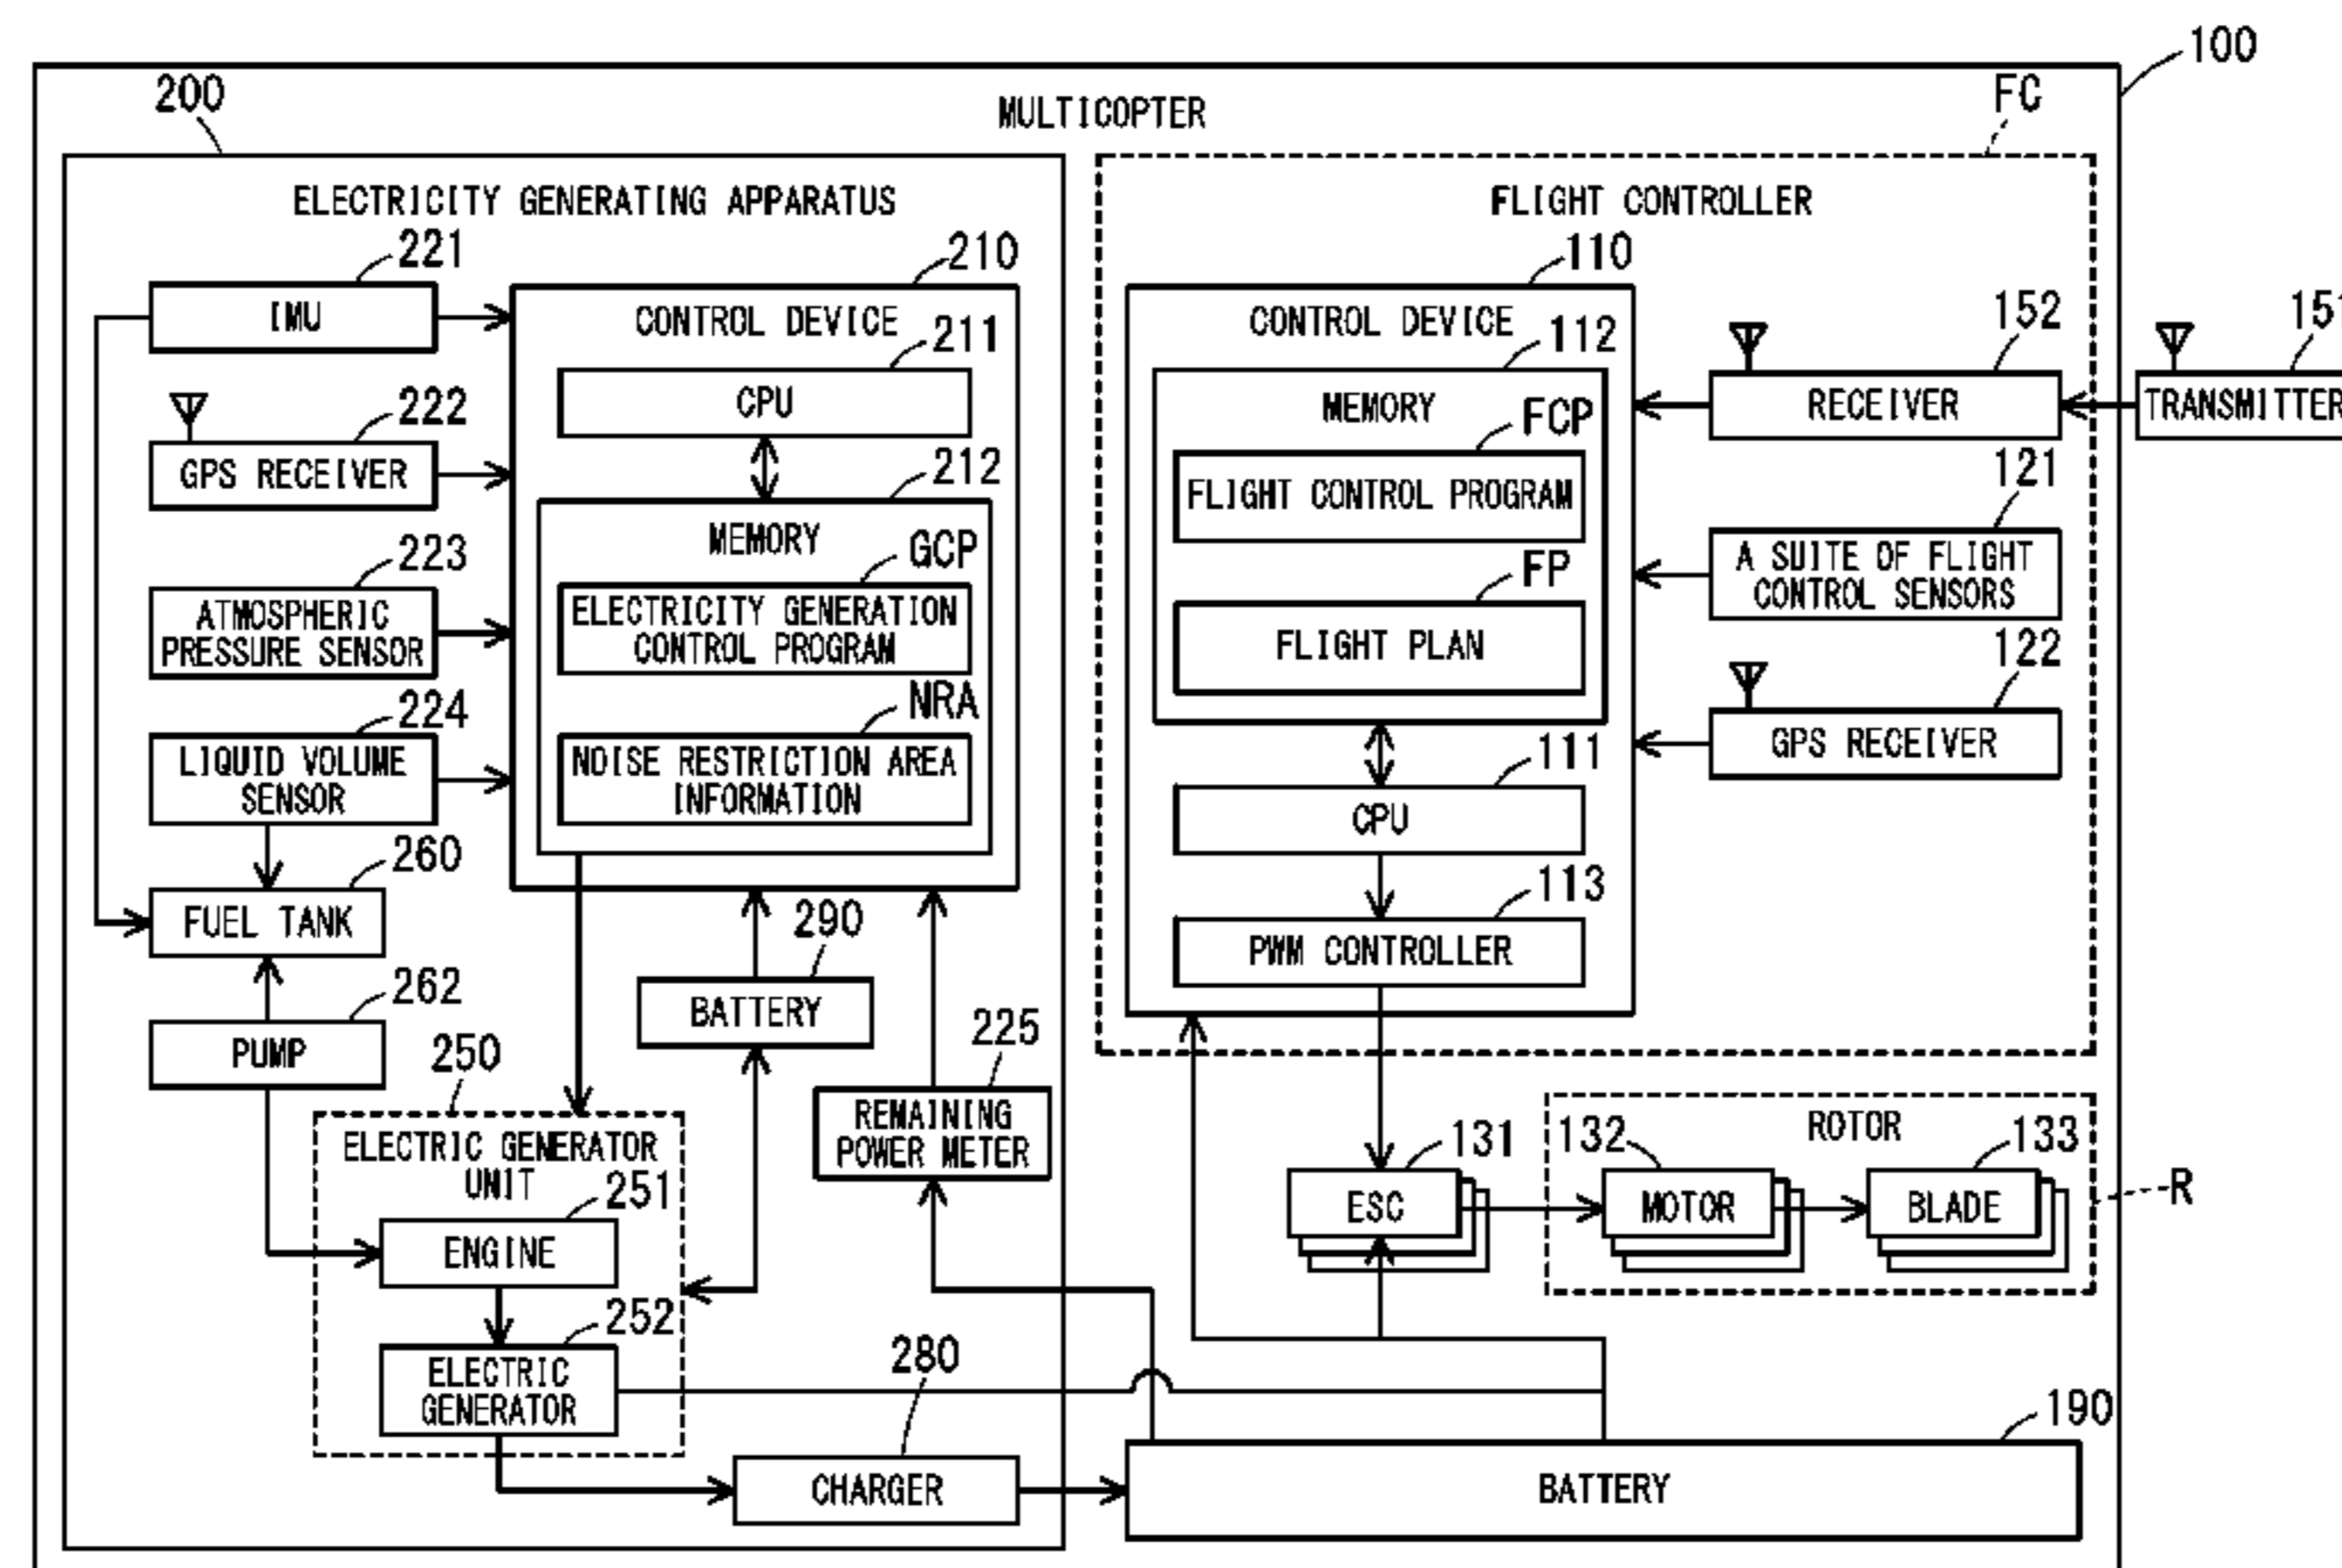 100
200
MULTICOPTER
FC
ELECTRICITY GENERATING APPARATUS
221
IMU
222
GPS RECEIVER
223
ATMOSPHERIC
PRESSURE SENSOR
224
LIQUID VOLUME
SENSOR
260
FUEL TANK
262
PUMP
210
CONTROL DEVICE
211
CPU
212
MEMORY
GCP
ELECTRICITY GENERATION
CONTROL PROGRAM
NRA
NOISE RESTRICTION AREA
INFORMATION
290
BATTERY
225
REMAINING
POWER METER
250
ELECTRIC GENERATOR
UNIT
251
ENGINE
252
ELECTRIC
GENERATOR
280
CHARGER
FLIGHT CONTROLLER
110
CONTROL DEVICE
112
MEMORY
FCP
FLIGHT CONTROL PROGRAM
FP
FLIGHT PLAN
111
CPU
113
PWM CONTROLLER
152
RECEIVER
151
TRANSMITTER
121
A SUITE OF FLIGHT
CONTROL SENSORS
122
GPS RECEIVER
131
ESC
ROTOR
132
MOTOR
133
BLADE
R
190
BATTERY